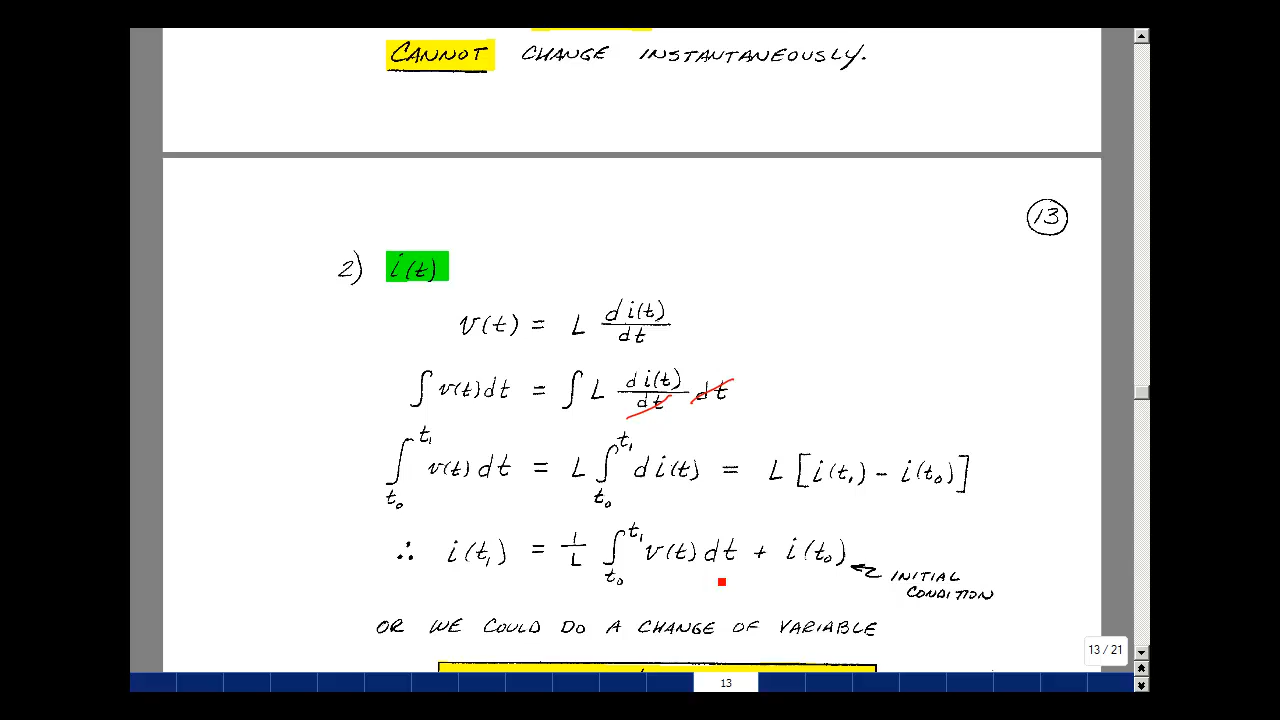 CANNOT CHANGE INSTANTANEOUSLY.
13
2) i(t)
v(t) = L di(t)/dt
∫ v(t)dt = ∫ L di(t)/dt dt
∫_{t₀}^{t₁} v(t) dt = L ∫_{t₀}^{t₁} d i(t) = L [i(t₁) - i(t₀)]
∴ i(t₁) = 1/L ∫_{t₀}^{t₁} v(t) dt + i(t₀)
INITIAL
CONDITION
OR WE COULD DO A CHANGE OF VARIABLE
13 / 21
13